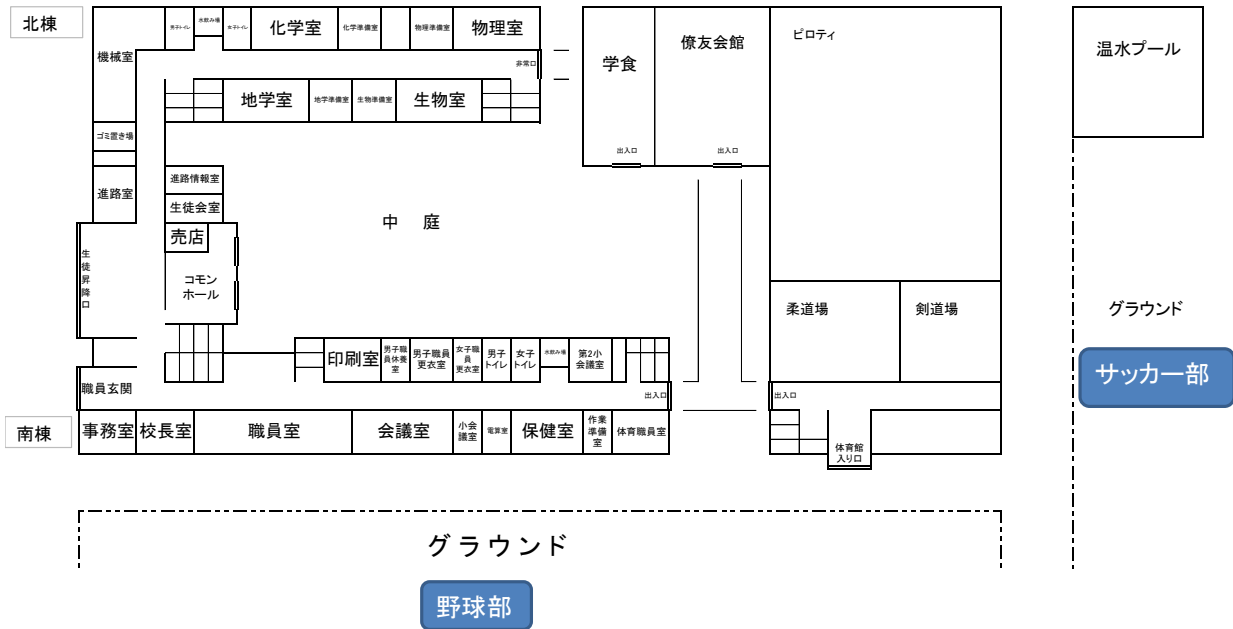 北棟
機械室
男子トイレ
水飲み場
女子トイレ
化学室
化学準備室
物理準備室
物理室
非常口
学食
僚友会館
ピロティ
温水プール
地学室
地学準備室
生物準備室
生物室
ゴミ置き場
出入口
出入口
進路室
進路情報室
生徒会室
売店
中庭
生徒昇降口
コモン
ホール
柔道場
剣道場
グラウンド
サッカー部
印刷室
男子職
員休養
室
男子職員
更衣室
女子職
員
更衣室
男子
トイレ
女子
トイレ
水飲み場
第2小
会議室
職員玄関
出入口
出入口
南棟
事務室
校長室
職員室
会議室
小会
議室
電算室
保健室
作業
準備
室
体育職員室
体育館
入り口
グラウンド
野球部